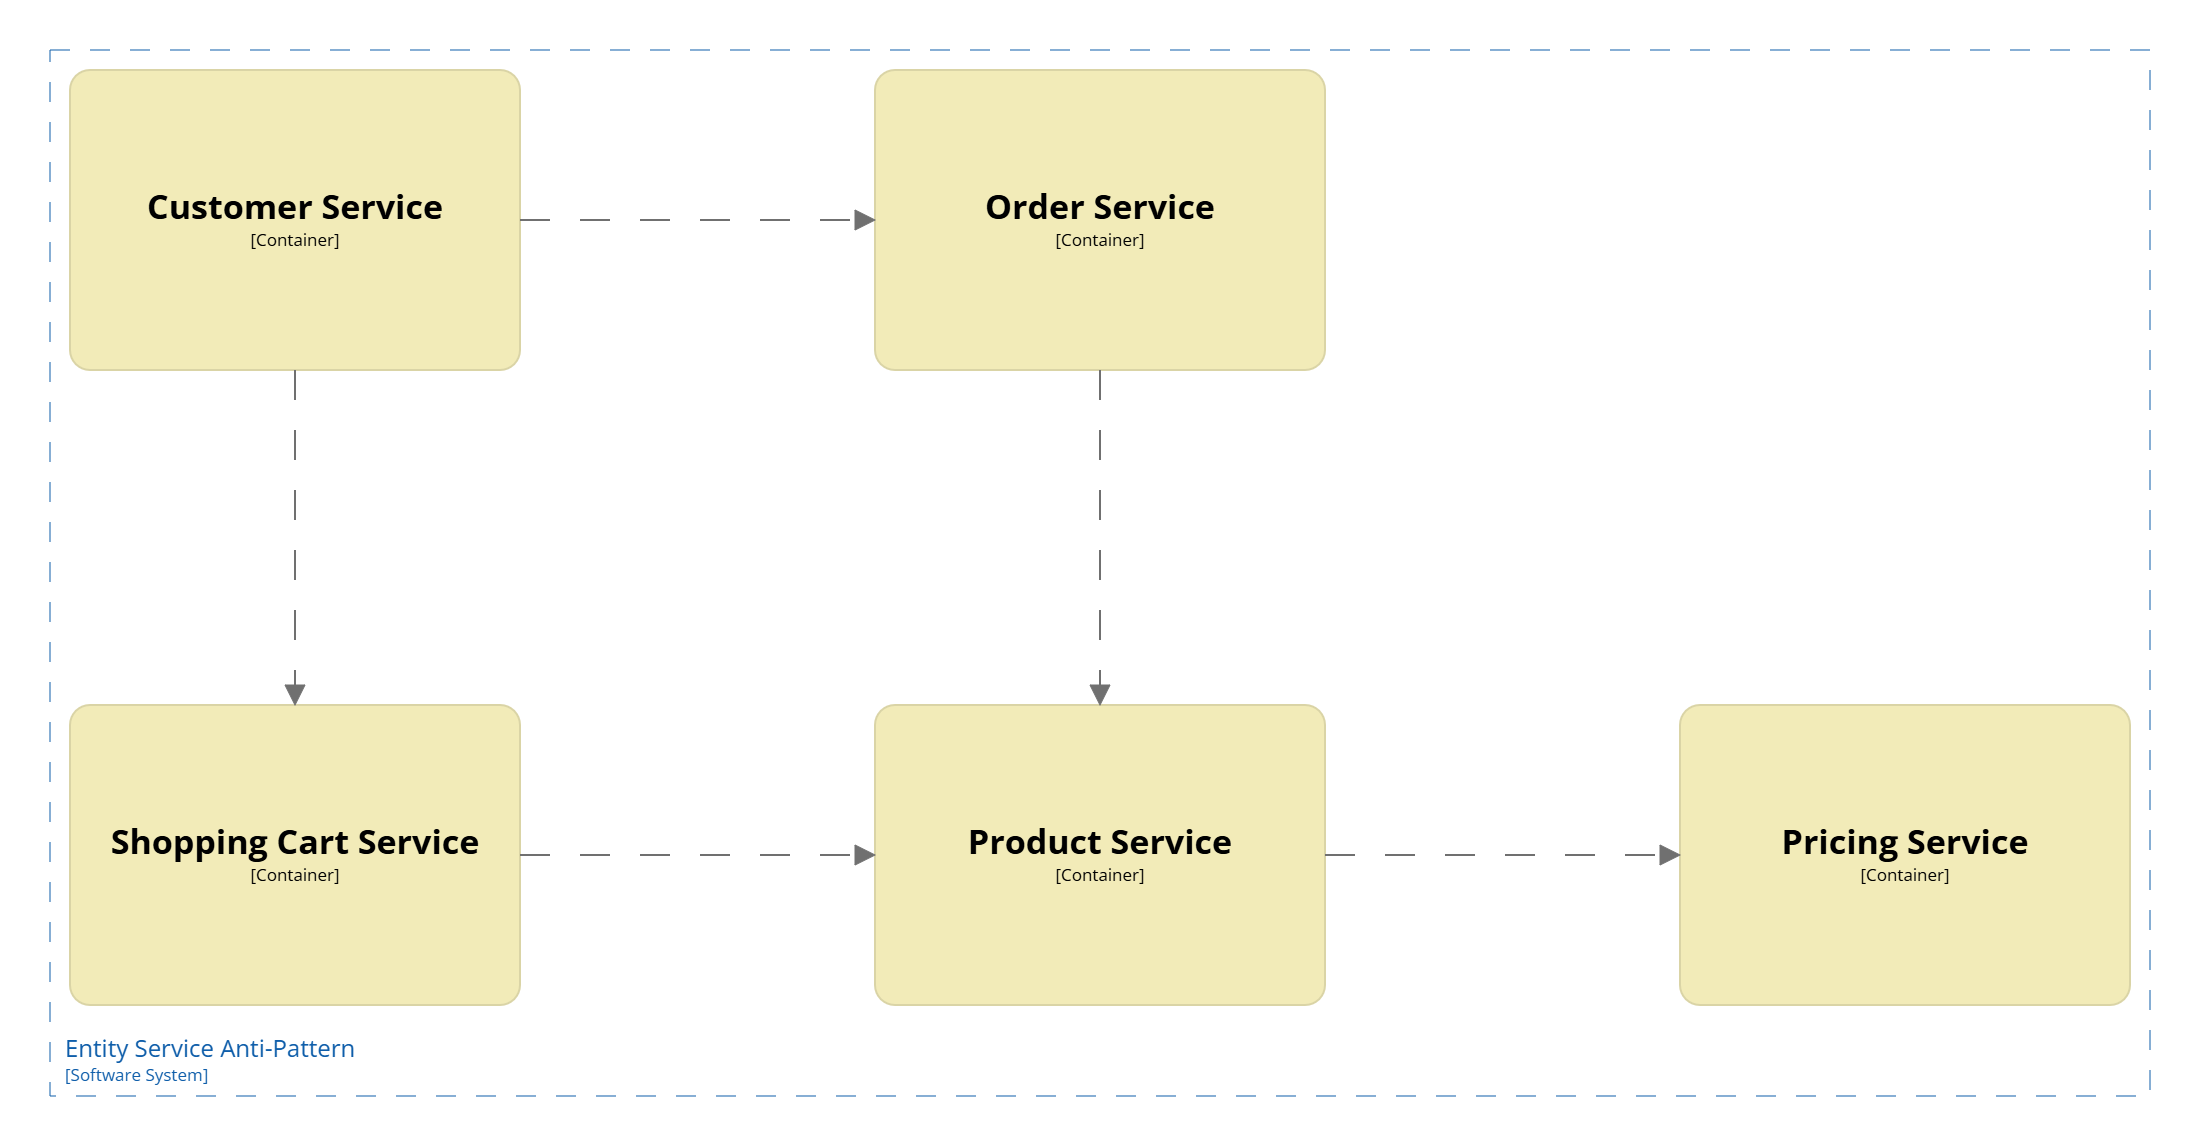 Customer Service
[Container]
Order Service
[Container]
Shopping Cart Service
[Container]
Product Service
[Container]
Pricing Service
[Container]
Entity Service Anti-Pattern
[Software System]